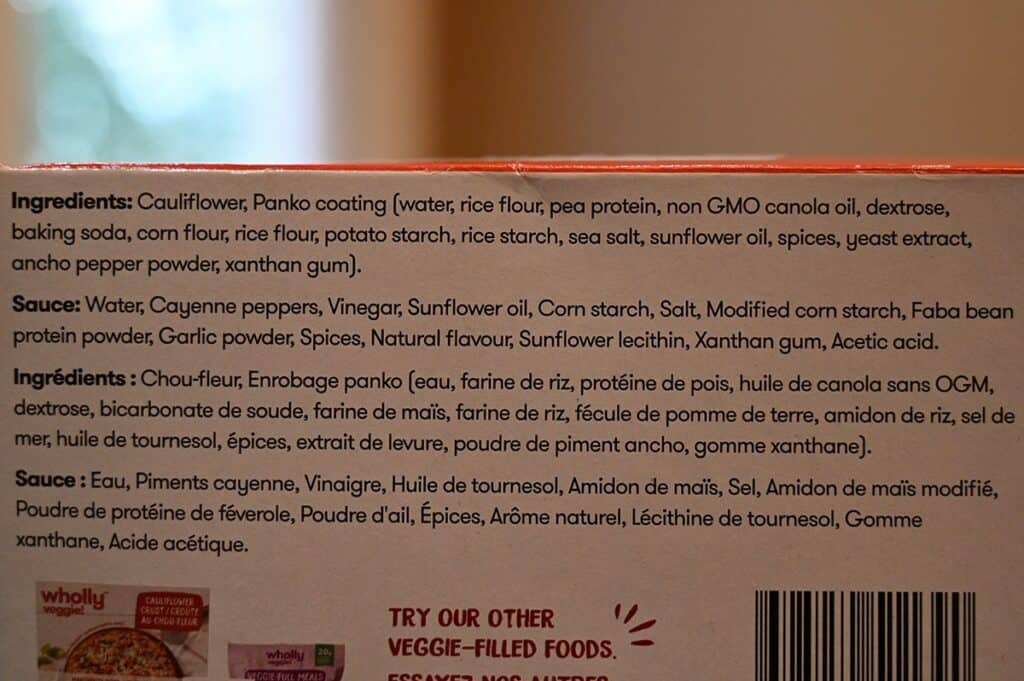 Ingredients: Cauliflower, Panko coating (water, rice flour, pea protein, non GMO canola oil, dextrose,
baking soda, corn flour, rice flour, potato starch, rice starch, sea salt, sunflower oil, spices, yeast extract,
ancho pepper powder, xanthan gum).
Sauce: Water, Cayenne peppers, Vinegar, Sunflower oil, Corn starch, Salt, Modified corn starch, Faba bean
protein powder, Garlic powder, Spices, Natural flavour, Sunflower lecithin, Xanthan gum, Acetic acid.
Ingrédients : Chou-fleur, Enrobage panko (eau, farine de riz, protéine de pois, huile de canola sans OGM,
dextrose, bicarbonate de soude, farine de maïs, farine de riz, fécule de pomme de terre, amidon de riz, sel de
mer, huile de tournesol, épices, extrait de levure, poudre de piment ancho, gomme xanthane).
Sauce : Eau, Piments cayenne, Vinaigre, Huile de tournesol, Amidon de maïs, Sel, Amidon de maïs modifié,
Poudre de protéine de féverole, Poudre d'ail, Épices, Arôme naturel, Lécithine de tournesol, Gomme
xanthane, Acide acétique.
wholly
veggie!
CAULIFLOWER
CRUST / CROÛTE
AU CHOU-FLEUR
wholly
veggie!
20g
VEGGIE-FULL MEALS
TRY OUR OTHER
VEGGIE-FILLED FOODS.
ESSAYEZ NOS AUTRES